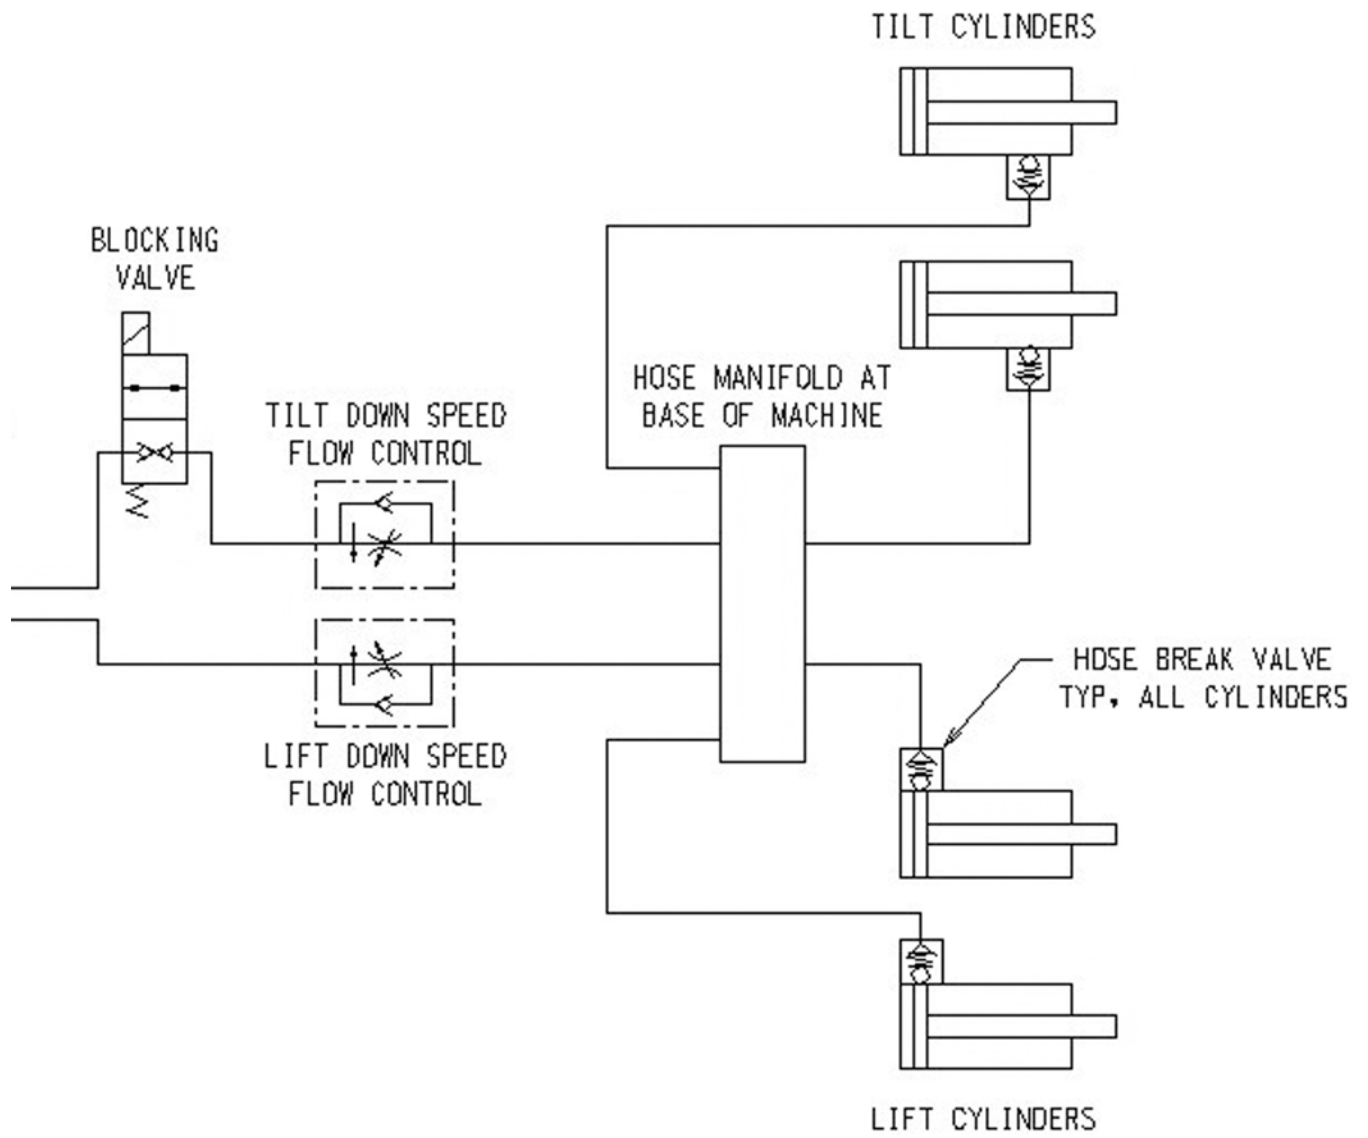 TILT CYLINDERS
BLOCKING
VALVE
HOSE MANIFOLD AT
BASE OF MACHINE
TILT DOWN SPEED
FLOW CONTROL
HOSE BREAK VALVE
TYP. ALL CYLINDERS
LIFT DOWN SPEED
FLOW CONTROL
LIFT CYLINDERS